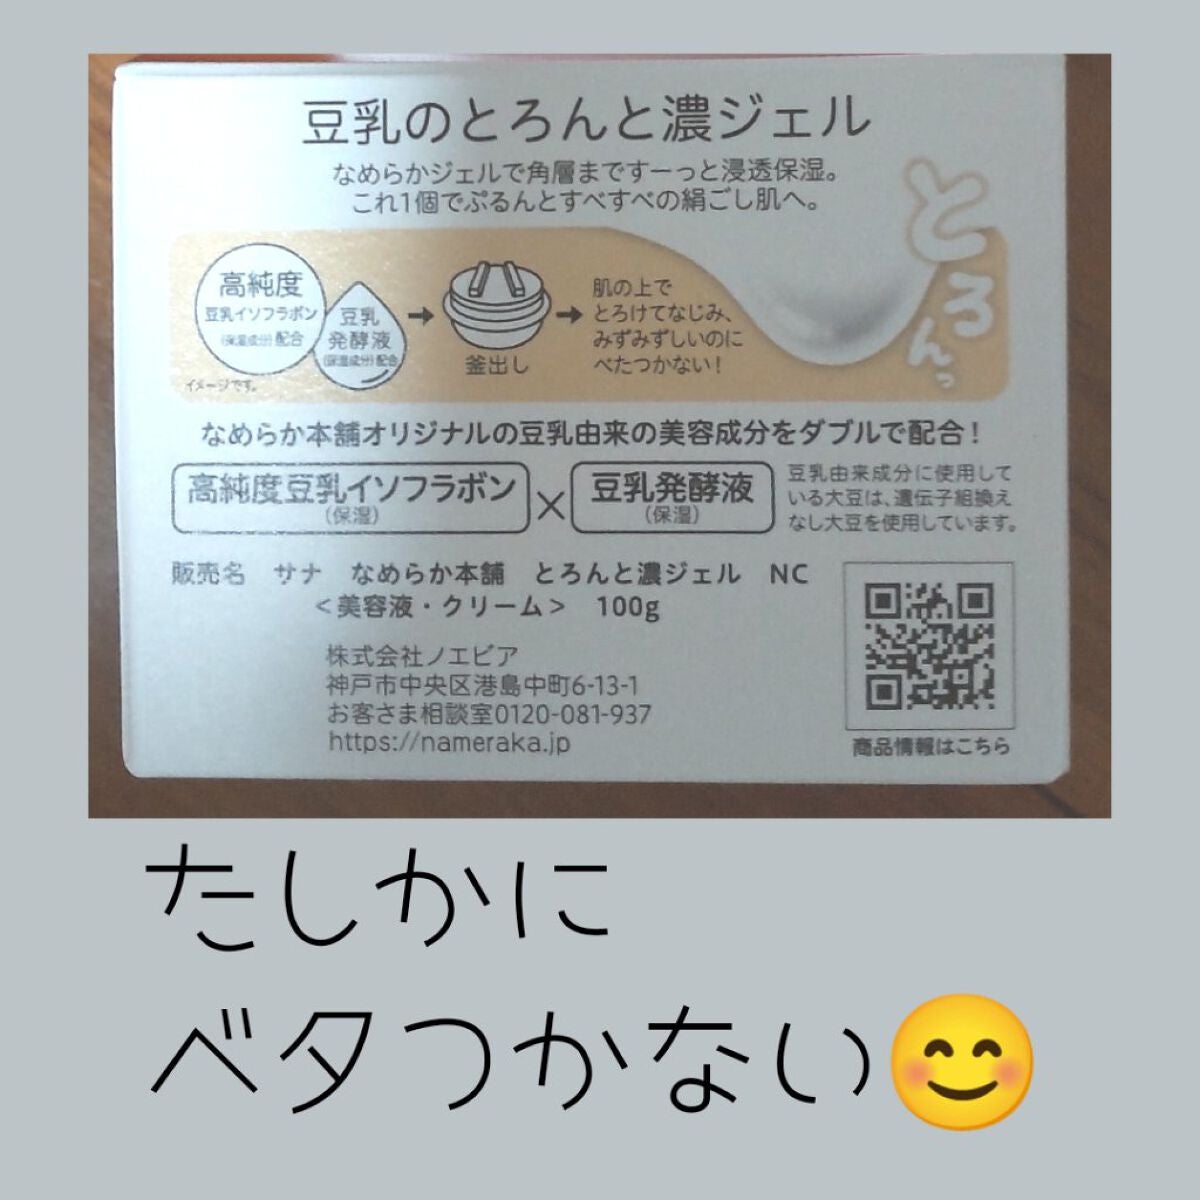 豆乳のとろんと濃ジェル
なめらかジェルで角層まですーっと浸透保湿。
これ1個でぷるんとすべすべの絹ごし肌へ。
とろんっ
高純度
豆乳イソフラボン
(保湿成分)配合
豆乳
発酵液
(保湿成分)配合
イメージです。
釜出し
肌の上で
とろけてなじみ、
みずみずしいのに
べたつかない!
なめらか本舗オリジナルの豆乳由来の美容成分をダブルで配合!
高純度豆乳イソフラボン
(保湿)
×
豆乳発酵液
(保湿)
豆乳由来成分に使用して
いる大豆は、遺伝子組換え
なし大豆を使用しています。
販売名 サナ なめらか本舗 とろんと濃ジェル NC
<美容液・クリーム> 100g
株式会社ノエビア
神戸市中央区港島中町6-13-1
お客さま相談室0120-081-937
https://nameraka.jp
商品情報はこちら
たしかに
ベタつかない😊